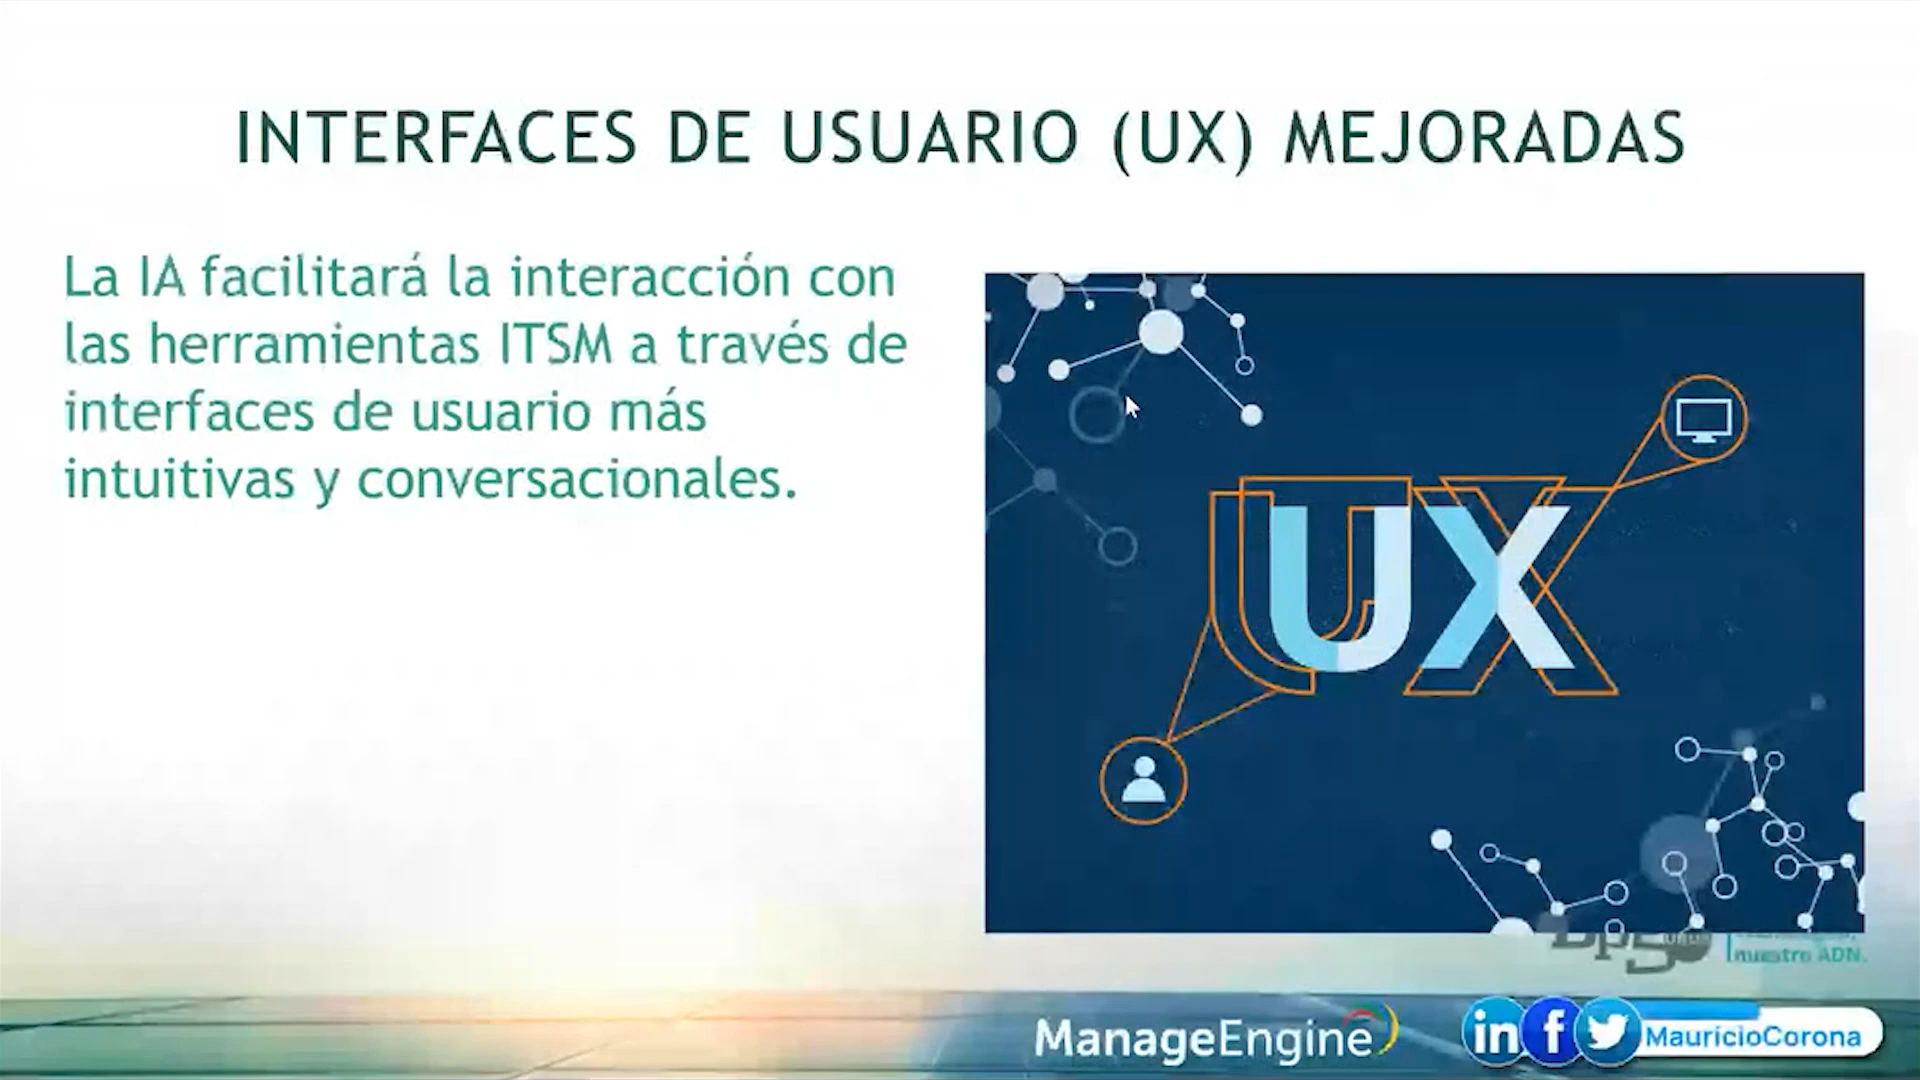 INTERFACES DE USUARIO (UX) MEJORADAS
La IA facilitará la interacción con
las herramientas ITSM a través de
interfaces de usuario más
intuitivas y conversacionales.
UX
nuestro ADN.
ManageEngine
in f MauricioCorona